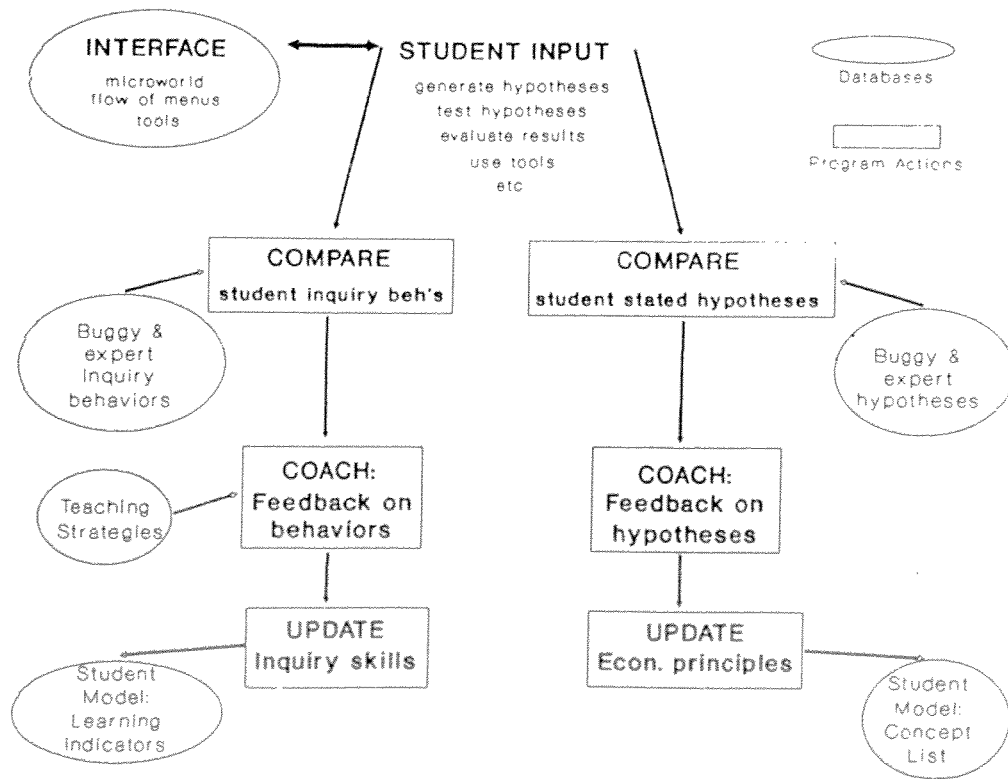 INTERFACE
microworld
flow of menus
tools
STUDENT INPUT
generate hypotheses
test hypotheses
evaluate results
use tools
etc
Databases
Program Actions
COMPARE
student inquiry beh's
COMPARE
student stated hypotheses
Buggy &
expert
Inquiry
behaviors
Buggy &
expert
hypotheses
Teaching
Strategies
COACH:
Feedback on
behaviors
COACH:
Feedback on
hypotheses
UPDATE
Inquiry skills
UPDATE
Econ. principles
Student
Model:
Learning
Indicators
Student
Model:
Concept
List